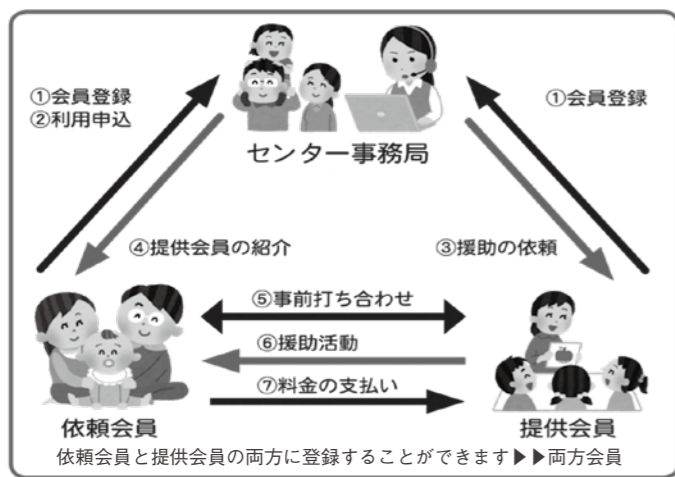 ①会員登録
②利用申込
①会員登録
センター事務局
④提供会員の紹介
③援助の依頼
⑤事前打ち合わせ
⑥援助活動
⑦料金の支払い
依頼会員
提供会員
依頼会員と提供会員の両方に登録することができます▶▶両方会員